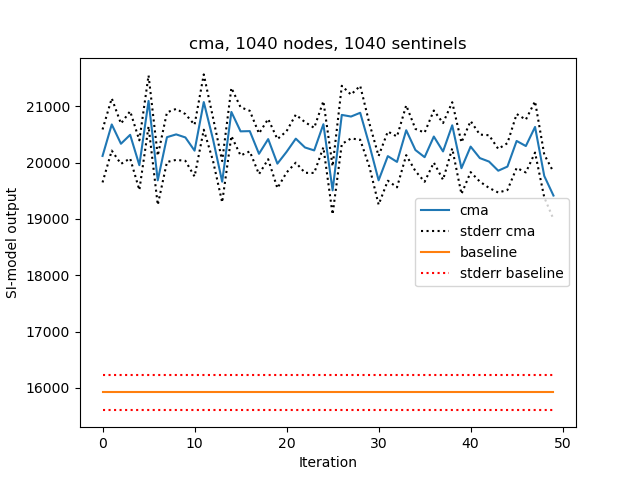 cma, 1040 nodes, 1040 sentinels
SI-model output
21000
20000
19000
18000
17000
16000
cma
stderr cma
baseline
stderr baseline
0 10 20 30 40 50
Iteration